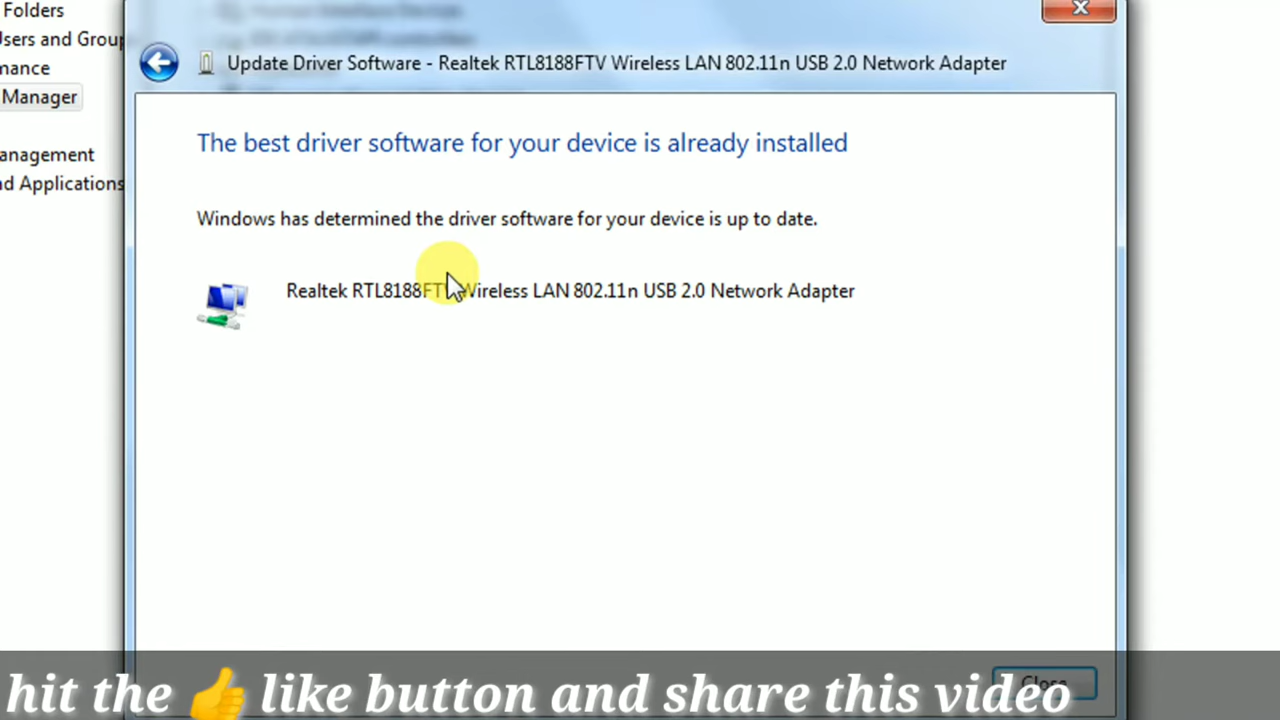 Folders
Users and Group
mance
Manager
anagement
nd Applications
Update Driver Software - Realtek RTL8188FTV Wireless LAN 802.11n USB 2.0 Network Adapter
The best driver software for your device is already installed
Windows has determined the driver software for your device is up to date.
Realtek RTL8188FTV Wireless LAN 802.11n USB 2.0 Network Adapter
Close
hit the 👍 like button and share this video